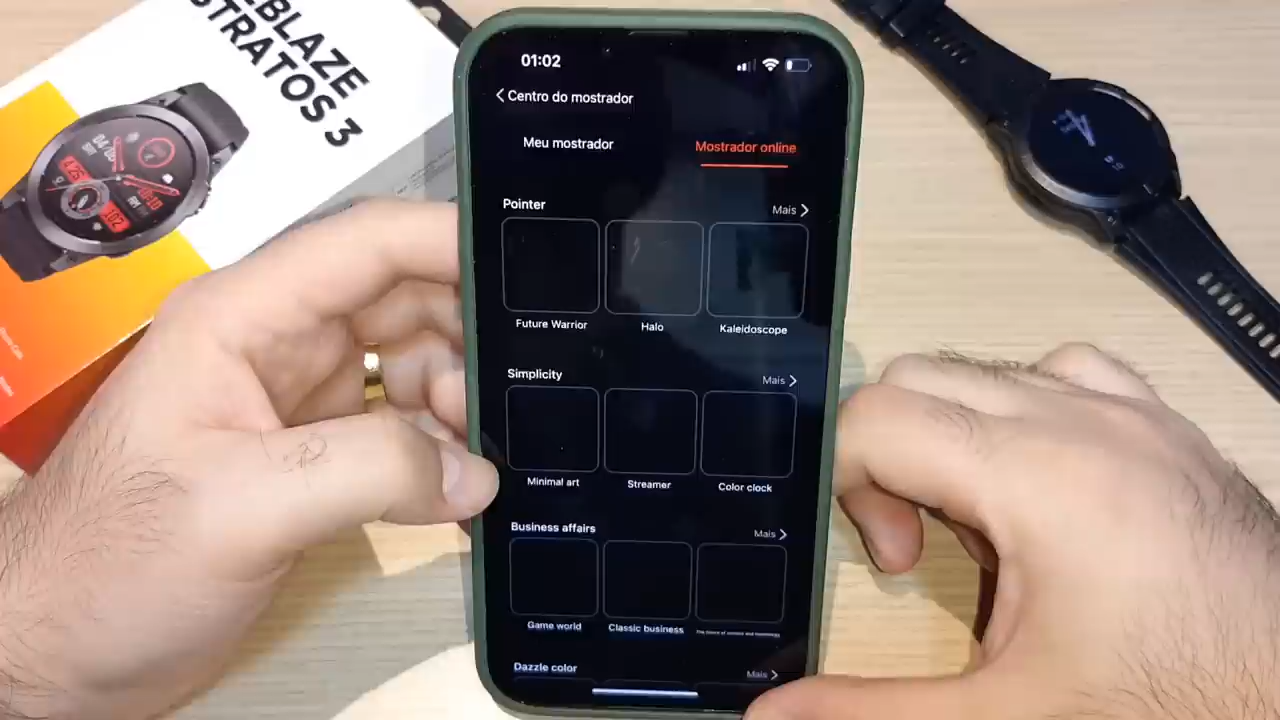 EBLAZE
STRATOS 3
01:02
Centro do mostrador
Meu mostrador
Mostrador online
Pointer
Mais
Future Warrior
Halo
Kaleidoscope
Simplicity
Mais
Minimal art
Streamer
Color clock
Business affairs
Mais
Game world
Classic business
Dazzle color
Mais